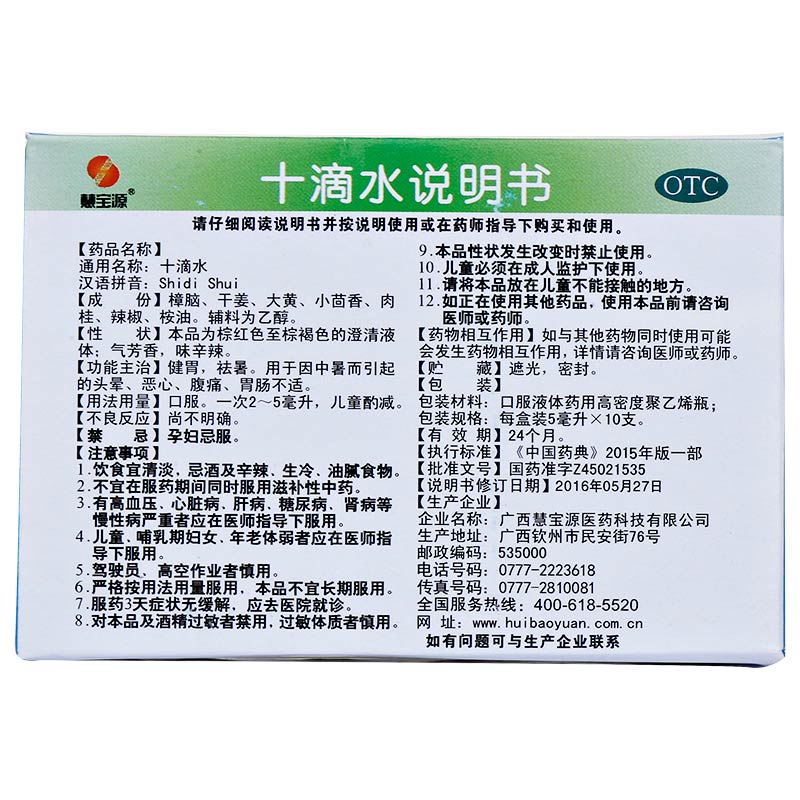 慧宝源®
十滴水说明书
OTC
请仔细阅读说明书并按说明使用或在药师指导下购买和使用。
【药品名称】
通用名称：十滴水
汉语拼音：Shidi Shui
【成　份】樟脑、干姜、大黄、小茴香、肉
桂、辣椒、桉油。辅料为乙醇。
【性　状】本品为棕红色至棕褐色的澄清液
体；气芳香，味辛辣。
【功能主治】健胃，祛暑。用于因中暑而引起
的头晕、恶心、腹痛、胃肠不适。
【用法用量】口服。一次2～5毫升，儿童酌减。
【不良反应】尚不明确。
【禁　忌】孕妇忌服。
【注意事项】
1.饮食宜清淡，忌酒及辛辣、生冷、油腻食物。
2.不宜在服药期间同时服用滋补性中药。
3.有高血压、心脏病、肝病、糖尿病、肾病等
慢性病严重者应在医师指导下服用。
4.儿童、哺乳期妇女、年老体弱者应在医师指
导下服用。
5.驾驶员、高空作业者慎用。
6.严格按用法用量服用，本品不宜长期服用。
7.服药3天症状无缓解，应去医院就诊。
8.对本品及酒精过敏者禁用，过敏体质者慎用。
9.本品性状发生改变时禁止使用。
10.儿童必须在成人监护下使用。
11.请将本品放在儿童不能接触的地方。
12.如正在使用其他药品，使用本品前请咨询
医师或药师。
【药物相互作用】如与其他药物同时使用可能
会发生药物相互作用，详情请咨询医师或药师。
【贮　藏】遮光，密封。
【包　装】
包装材料：口服液体药用高密度聚乙烯瓶；
包装规格：每盒装5毫升×10支。
【有 效 期】24个月。
【执行标准】《中国药典》2015年版一部
【批准文号】国药准字Z45021535
【说明书修订日期】2016年05月27日
【生产企业】
企业名称：广西慧宝源医药科技有限公司
生产地址：广西钦州市民安街76号
邮政编码：535000
电话号码：0777-2223618
传真号码：0777-2810081
全国服务热线：400-618-5520
网 址：www.huibaoyuan.com.cn
如有问题可与生产企业联系